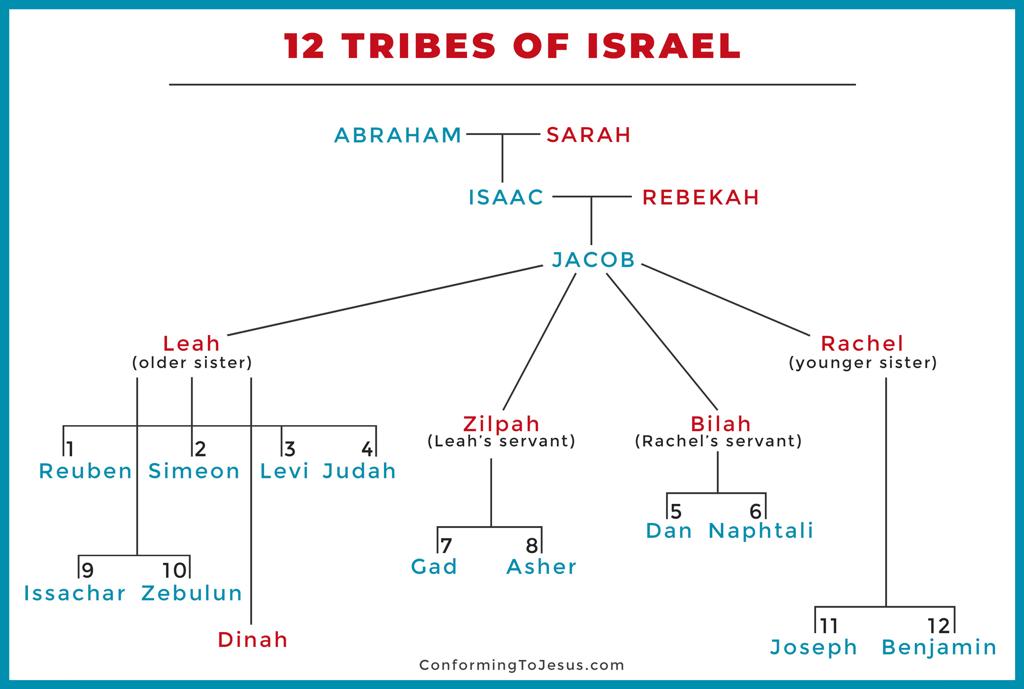 12 TRIBES OF ISRAEL
ABRAHAM SARAH
ISAAC REBEKAH
JACOB
Leah
(older sister)
Rachel
(younger sister)
Zilpah
(Leah's servant)
Bilah
(Rachel's servant)
1 2 3 4
Reuben Simeon Levi Judah
5 6
Dan Naphtali
7 8
Gad Asher
9 10
Issachar Zebulun
Dinah
11 12
Joseph Benjamin
ConformingToJesus.com